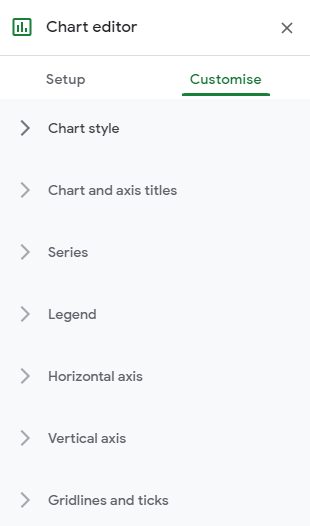 Chart editor
Setup Customise
Chart style
Chart and axis titles
Series
Legend
Horizontal axis
Vertical axis
Gridlines and ticks